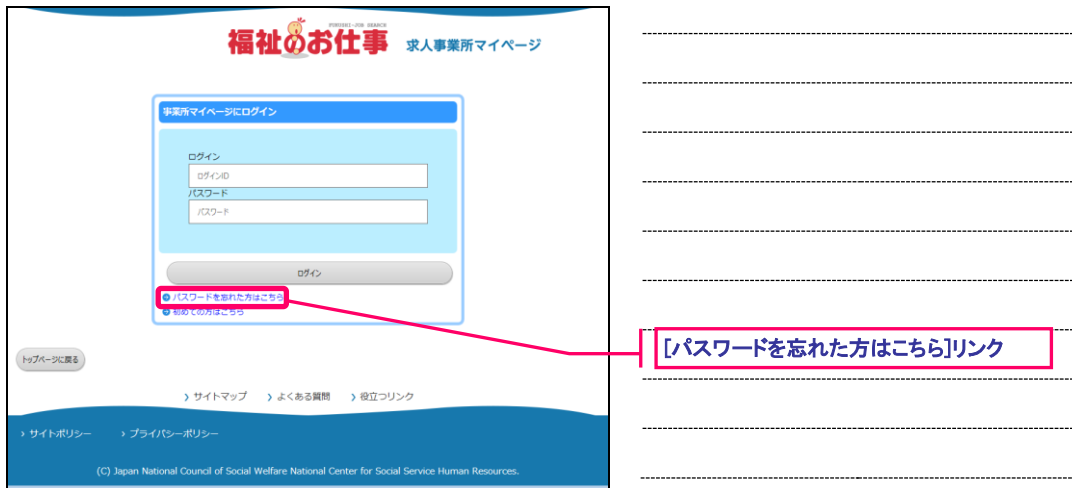 FUKUSHI-JOB SEARCH
福祉のお仕事 求人事業所マイページ
事業所マイページにログイン
ログイン
ログインID
パスワード
パスワード
ログイン
パスワードを忘れた方はこちら
初めての方はこちら
[パスワードを忘れた方はこちら]リンク
トップページに戻る
サイトマップ よくある質問 役立つリンク
サイトポリシー プライバシーポリシー
(C) Japan National Council of Social Welfare National Center for Social Service Human Resources.